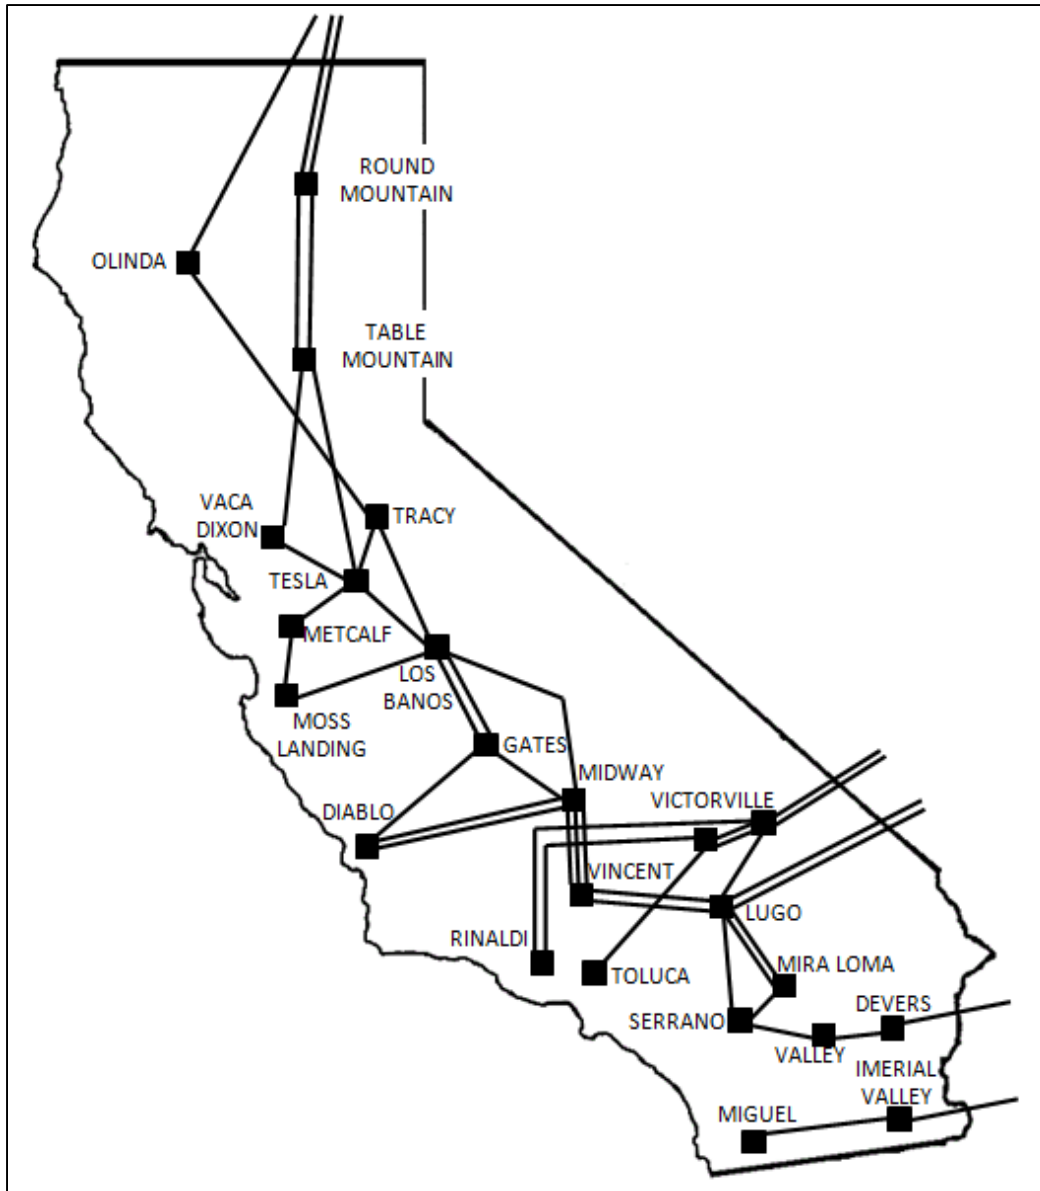 ROUND
MOUNTAIN
OLINDA
TABLE
MOUNTAIN
VACA
DIXON
TRACY
TESLA
METCALF
LOS
BANOS
MOSS
LANDING
GATES
MIDWAY
DIABLO
VICTORVILLE
VINCENT
LUGO
RINALDI
TOLUCA
MIRA LOMA
SERRANO
DEVERS
VALLEY
IMERIAL
VALLEY
MIGUEL